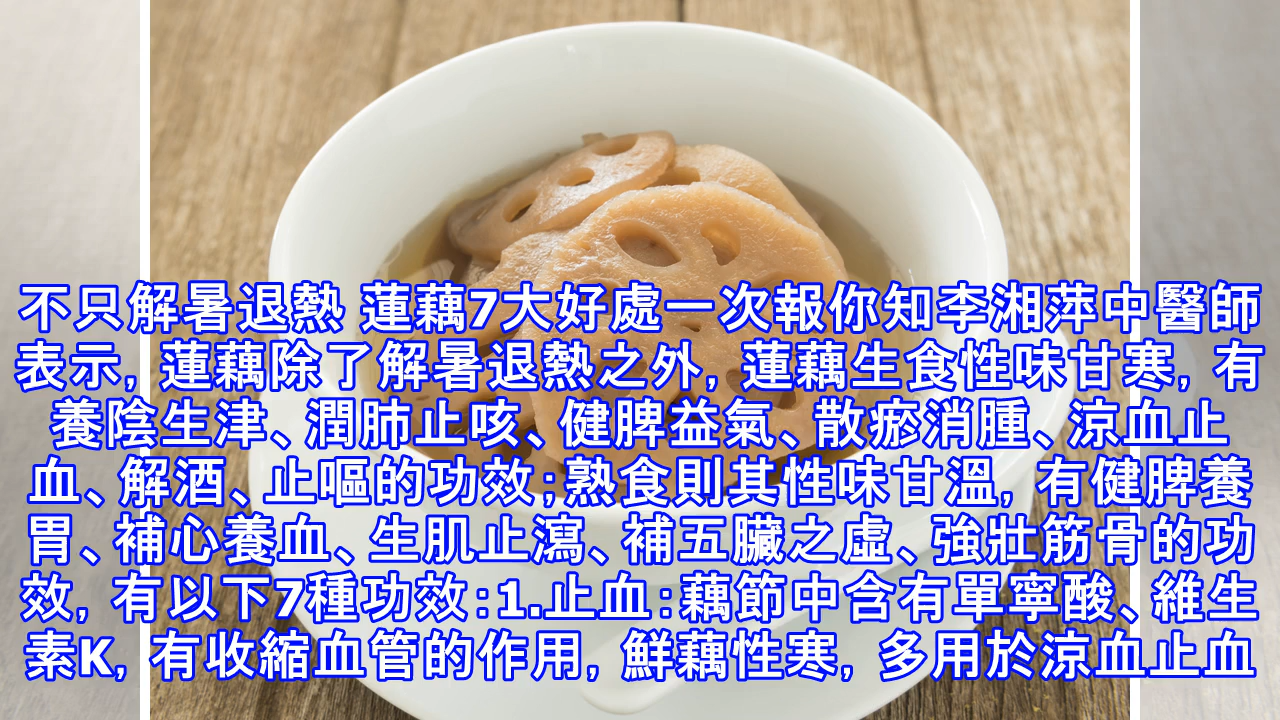 不只解暑退熱 蓮藕7大好處一次報你知李湘萍中醫師
表示, 蓮藕除了解暑退熱之外, 蓮藕生食性味甘寒, 有
養陰生津、潤肺止咳、健脾益氣、散瘀消腫、涼血止
血、解酒、止嘔的功效;熟食則其性味甘溫, 有健脾養
胃、補心養血、生肌止瀉、補五臟之虛、強壯筋骨的功
效, 有以下7種功效:1.止血:藕節中含有單寧酸、維生
素K, 有收縮血管的作用, 鮮藕性寒, 多用於涼血止血